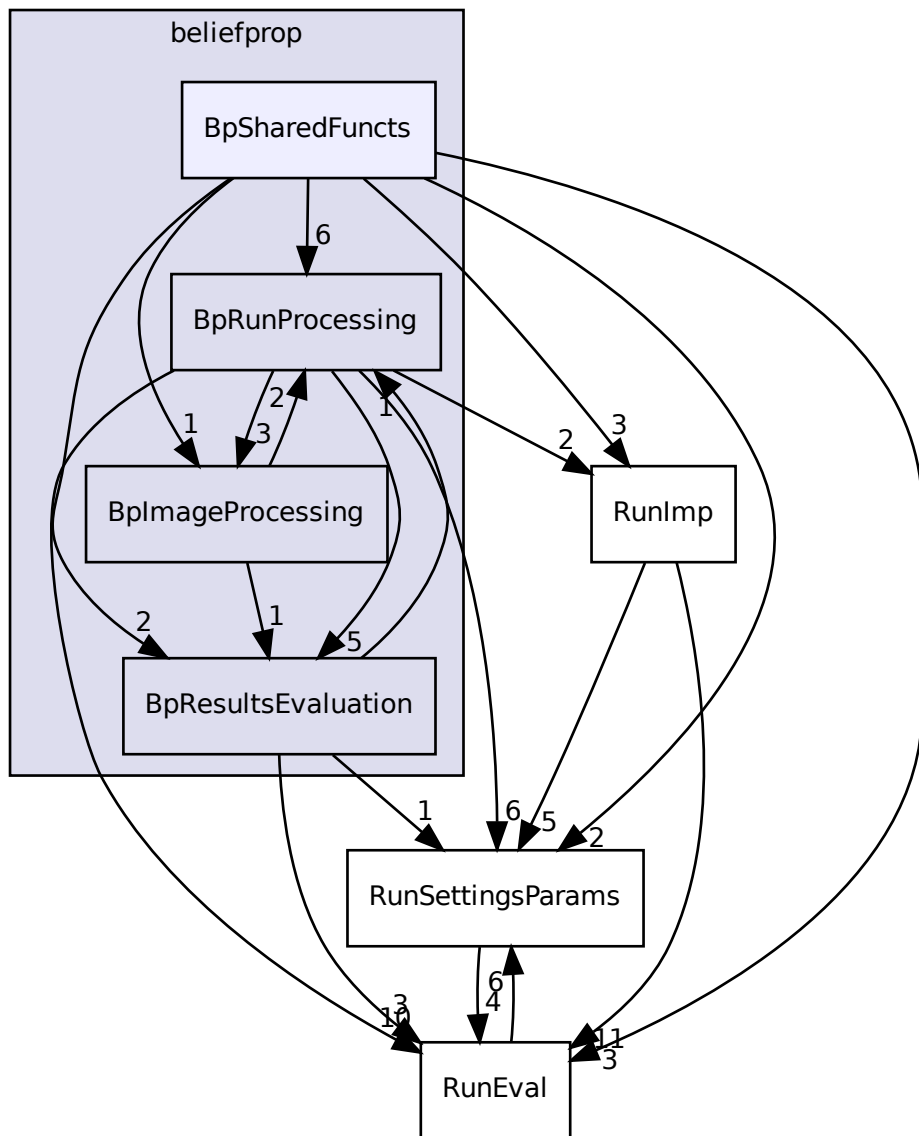 beliefprop
BpSharedFuncts
6
BpRunProcessing
1
2
3
1
2
3
BpImageProcessing
RunImp
2
1
5
BpResultsEvaluation
1
6
5
2
RunSettingsParams
3
10
6
4
11
3
RunEval